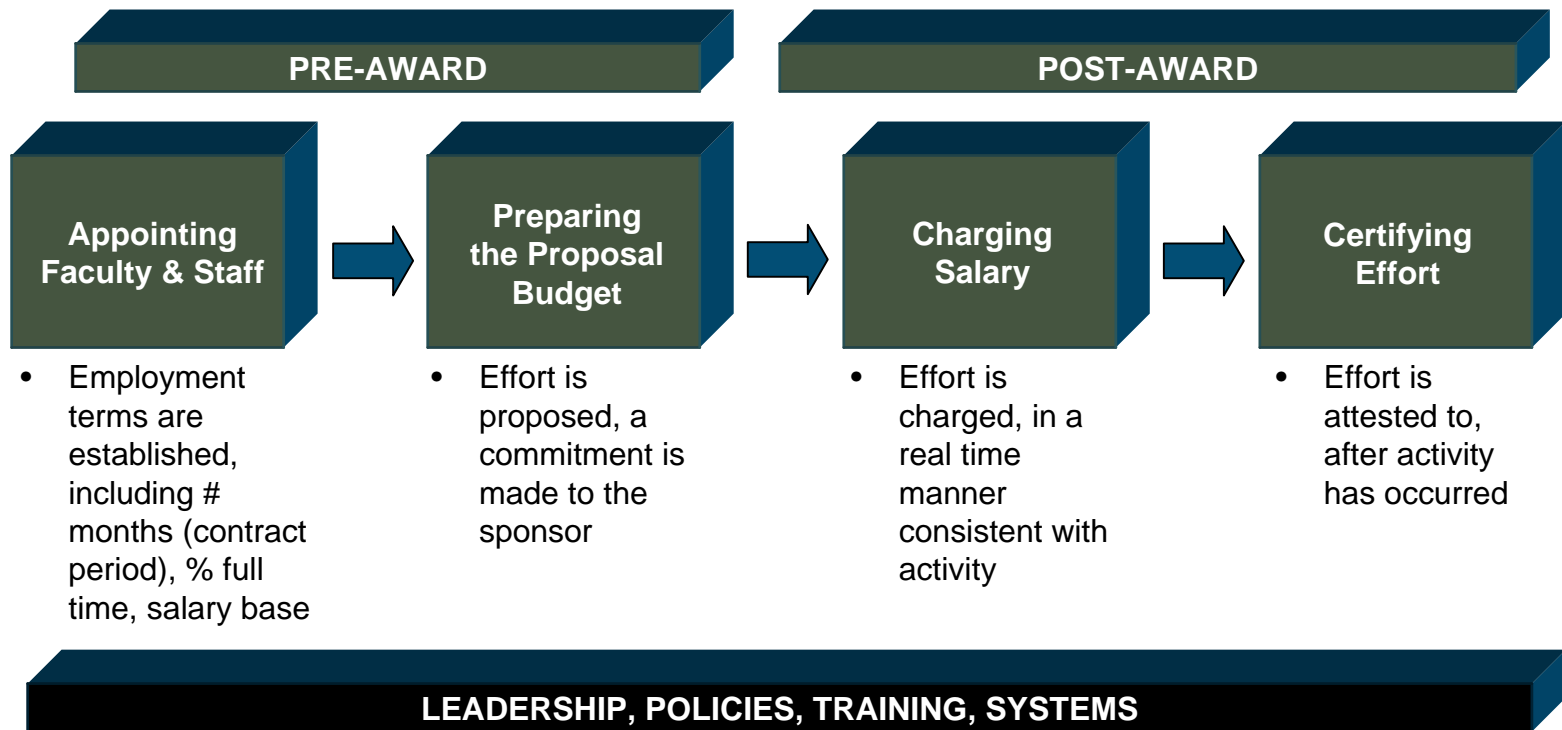 PRE-AWARD
POST-AWARD
Appointing
Faculty & Staff
Preparing
the Proposal
Budget
Charging
Salary
Certifying
Effort
• Employment
terms are
established,
including #
months (contract
period), % full
time, salary base
• Effort is
proposed, a
commitment is
made to the
sponsor
• Effort is
charged, in a
real time
manner
consistent with
activity
• Effort is
attested to,
after activity
has occurred
LEADERSHIP, POLICIES, TRAINING, SYSTEMS